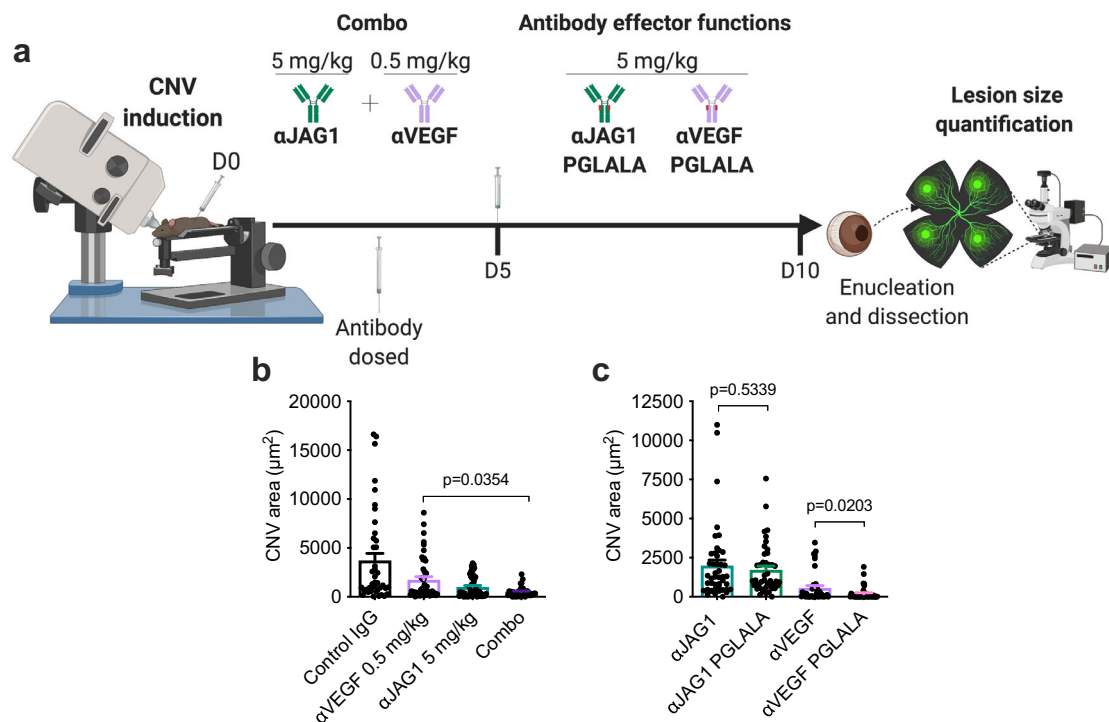 a
Combo
Antibody effector functions
5 mg/kg
0.5 mg/kg
5 mg/kg
CNV
induction
D0
+
αJAG1
αVEGF
αJAG1
PGLALA
αVEGF
PGLALA
Lesion size
quantification
D5
D10
Antibody
dosed
Enucleation
and dissection
b
CNV area (µm²)
20000
15000
10000
5000
0
p=0.0354
Control IgG
αVEGF 0.5 mg/kg
αJAG1 5 mg/kg
Combo
c
CNV area (µm²)
12500
10000
7500
5000
2500
0
p=0.5339
p=0.0203
αJAG1
αJAG1 PGLALA
αVEGF
αVEGF PGLALA